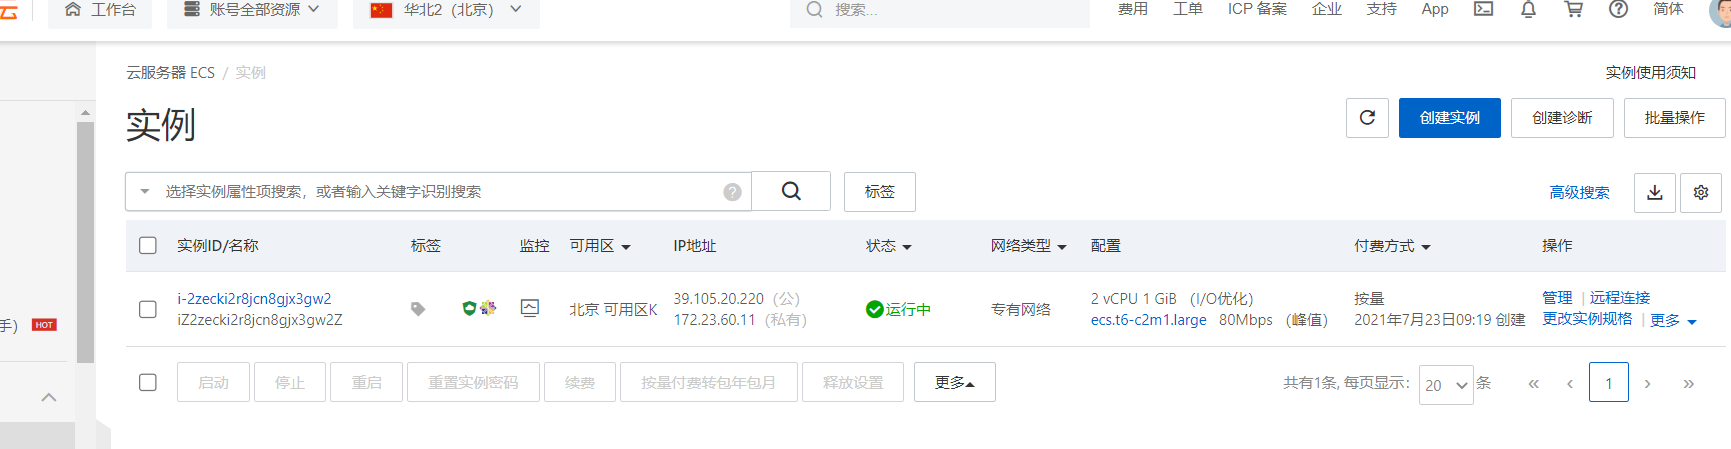 云 工作台 账号全部资源 华北2（北京） 搜索... 费用 工单 ICP 备案 企业 支持 App 简体
云服务器 ECS / 实例 实例使用须知
实例 创建实例 创建诊断 批量操作
选择实例属性项搜索，或者输入关键字识别搜索 ? 标签 高级搜索
实例ID/名称 标签 监控 可用区 IP地址 状态 网络类型 配置 付费方式 操作
i-2zecki2r8jcn8gjx3gw2 39.105.20.220（公） 2 vCPU 1 GiB （I/O优化） 按量 管理 | 远程连接
北京 可用区K 运行中 专有网络
iZ2zecki2r8jcn8gjx3gw2Z 172.23.60.11（私有） ecs.t6-c2m1.large 80Mbps （峰值） 2021年7月23日09:19 创建 更改实例规格 | 更多
手） HOT
启动 停止 重启 重置实例密码 续费 按量付费转包年包月 释放设置 更多 共有1条, 每页显示： 20 条 « ‹ 1 › »